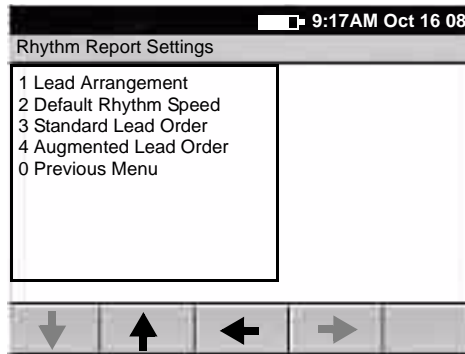 9:17AM Oct 16 08
Rhythm Report Settings
1 Lead Arrangement
2 Default Rhythm Speed
3 Standard Lead Order
4 Augmented Lead Order
0 Previous Menu